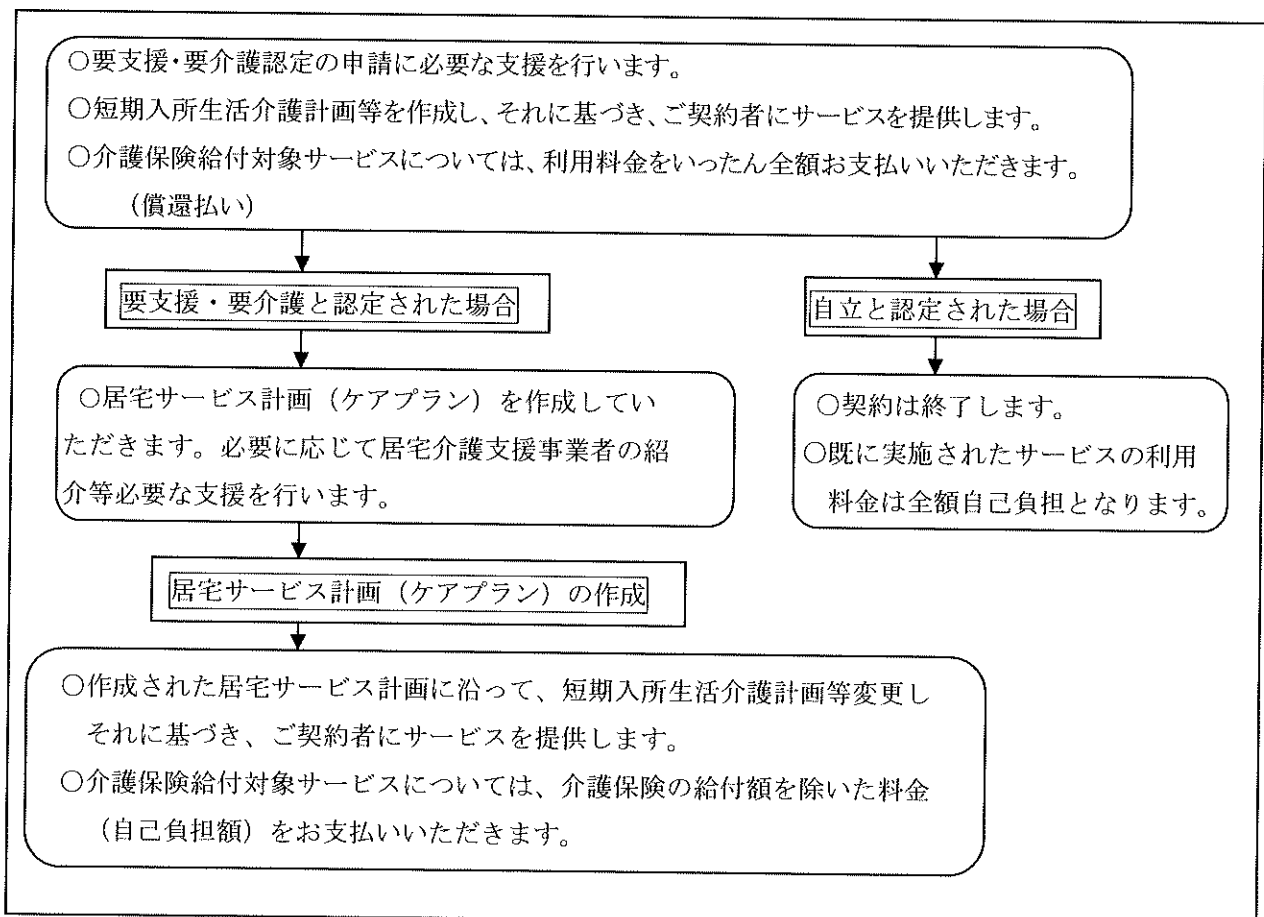 ○要支援・要介護認定の申請に必要な支援を行います。
○短期入所生活介護計画等を作成し、それに基づき、ご契約者にサービスを提供します。
○介護保険給付対象サービスについては、利用料金をいったん全額お支払いいただきます。
（償還払い）
要支援・要介護と認定された場合
自立と認定された場合
○居宅サービス計画（ケアプラン）を作成してい
ただきます。必要に応じて居宅介護支援事業者の紹
介等必要な支援を行います。
○契約は終了します。
○既に実施されたサービスの利用
料金は全額自己負担となります。
居宅サービス計画（ケアプラン）の作成
○作成された居宅サービス計画に沿って、短期入所生活介護計画等変更し
それに基づき、ご契約者にサービスを提供します。
○介護保険給付対象サービスについては、介護保険の給付額を除いた料金
（自己負担額）をお支払いいただきます。